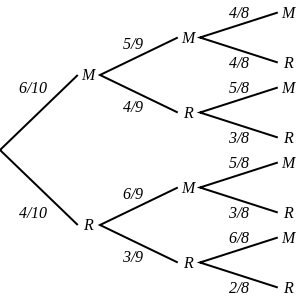 4/8 M
5/9 M
4/8 R
6/10 M
5/8 M
4/9 R
3/8 R
5/8 M
6/9 M
3/8 R
4/10 R
6/8 M
3/9 R
2/8 R